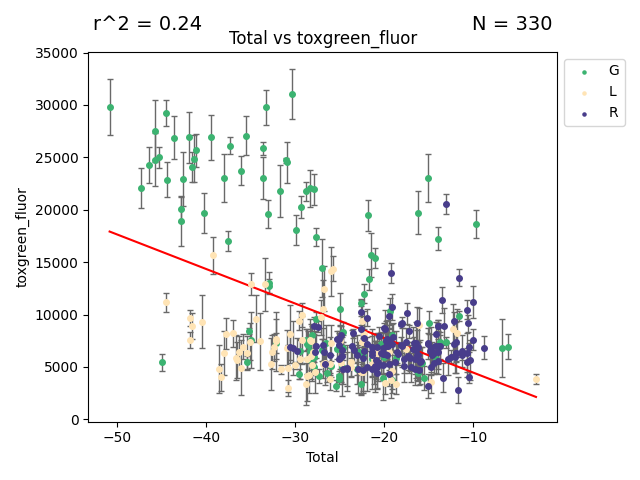 r^2 = 0.24 N = 330
Total vs toxgreen_fluor
35000
30000
25000
20000
15000
10000
5000
0
toxgreen_fluor
−50 −40 −30 −20 −10
Total
G
L
R